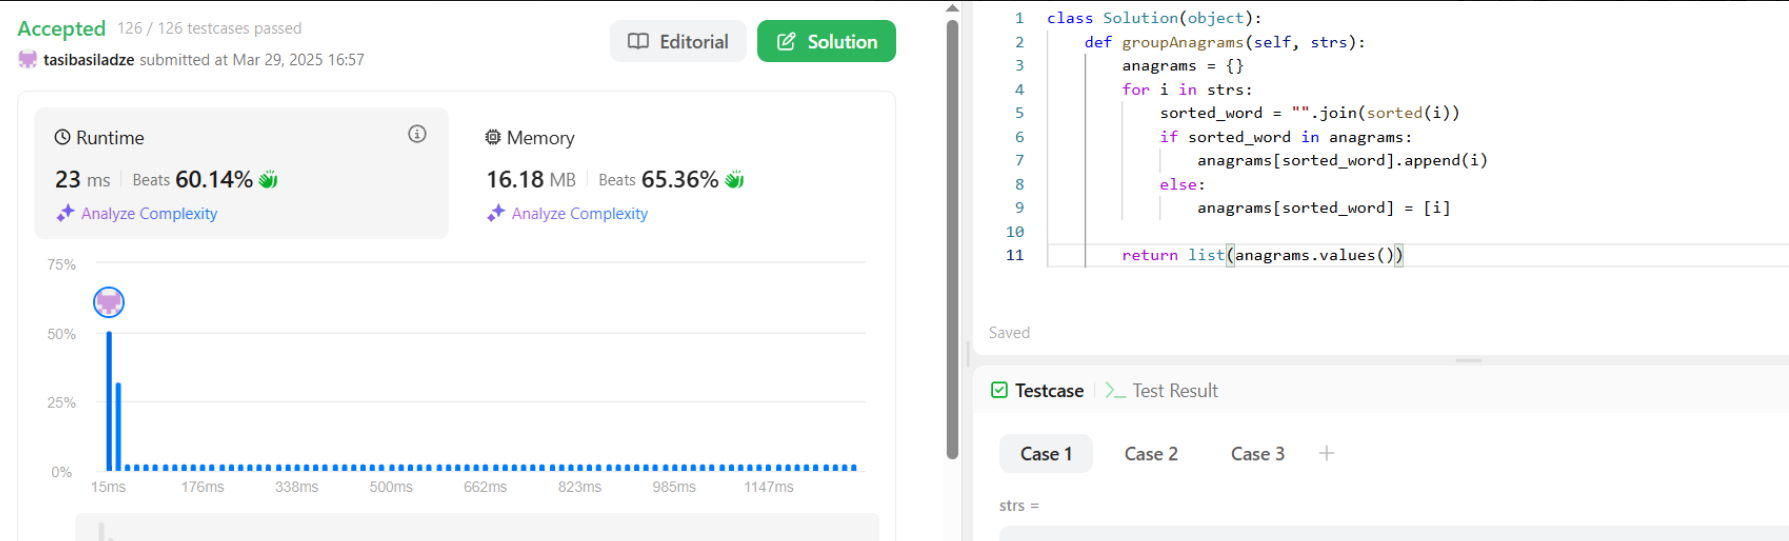 Accepted 126 / 126 testcases passed
tasibasiladze submitted at Mar 29, 2025 16:57
Editorial
Solution
Runtime
23 ms Beats 60.14%
Analyze Complexity
Memory
16.18 MB Beats 65.36%
Analyze Complexity
75%
50%
25%
0%
15ms 176ms 338ms 500ms 662ms 823ms 985ms 1147ms
1 class Solution(object):
2     def groupAnagrams(self, strs):
3         anagrams = {}
4         for i in strs:
5             sorted_word = "".join(sorted(i))
6             if sorted_word in anagrams:
7                 anagrams[sorted_word].append(i)
8             else:
9                 anagrams[sorted_word] = [i]
10
11         return list(anagrams.values())
Saved
Testcase
>_ Test Result
Case 1 Case 2 Case 3 +
strs =